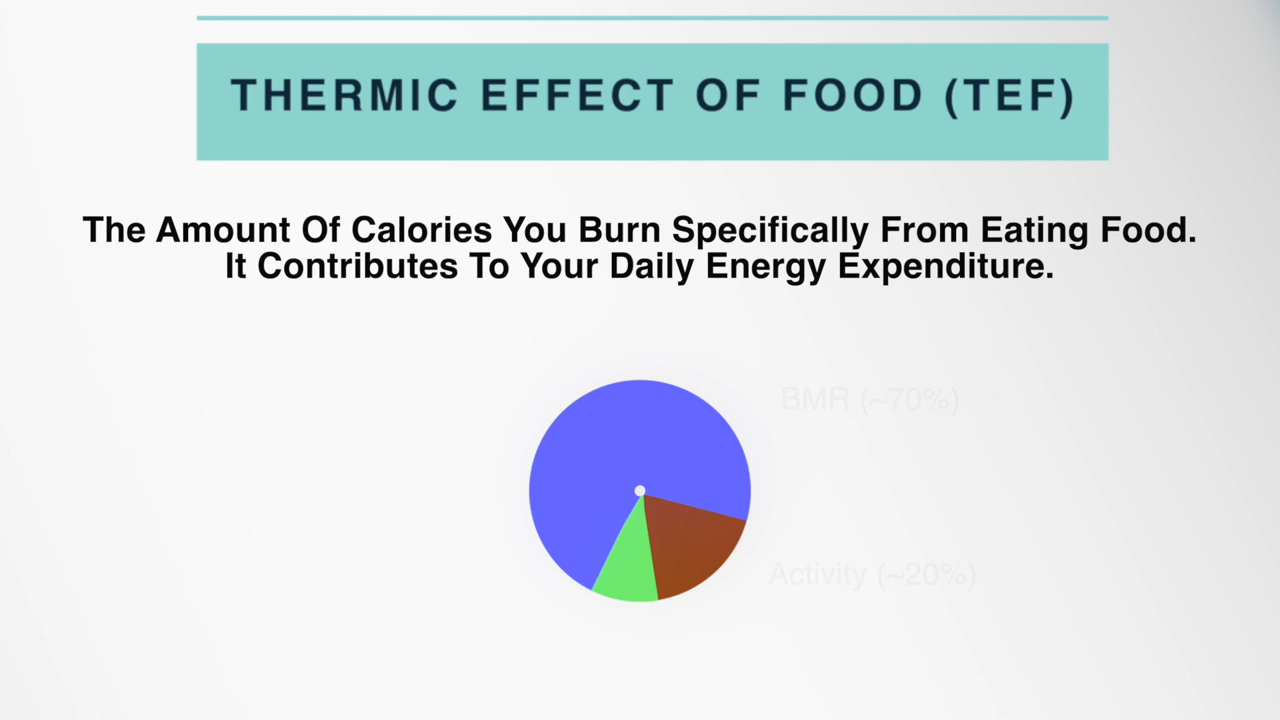 THERMIC EFFECT OF FOOD (TEF)
The Amount Of Calories You Burn Specifically From Eating Food.
It Contributes To Your Daily Energy Expenditure.
BMR (~70%)
Activity (~20%)